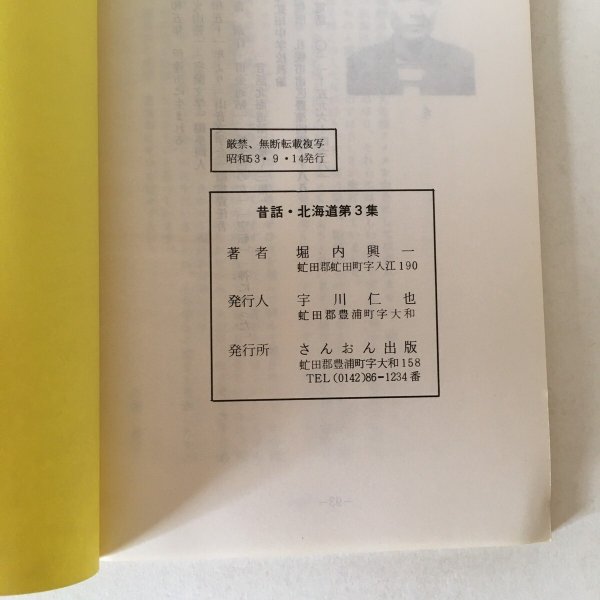 厳禁、無断転載複写
昭和53・9・14発行
昔話・北海道第3集
著者 堀内興一
虻田郡虻田町字入江190
発行人 宇川仁也
虻田郡豊浦町字大和
発行所 さんおん出版
虻田郡豊浦町字大和158
TEL(0142)86-1234番